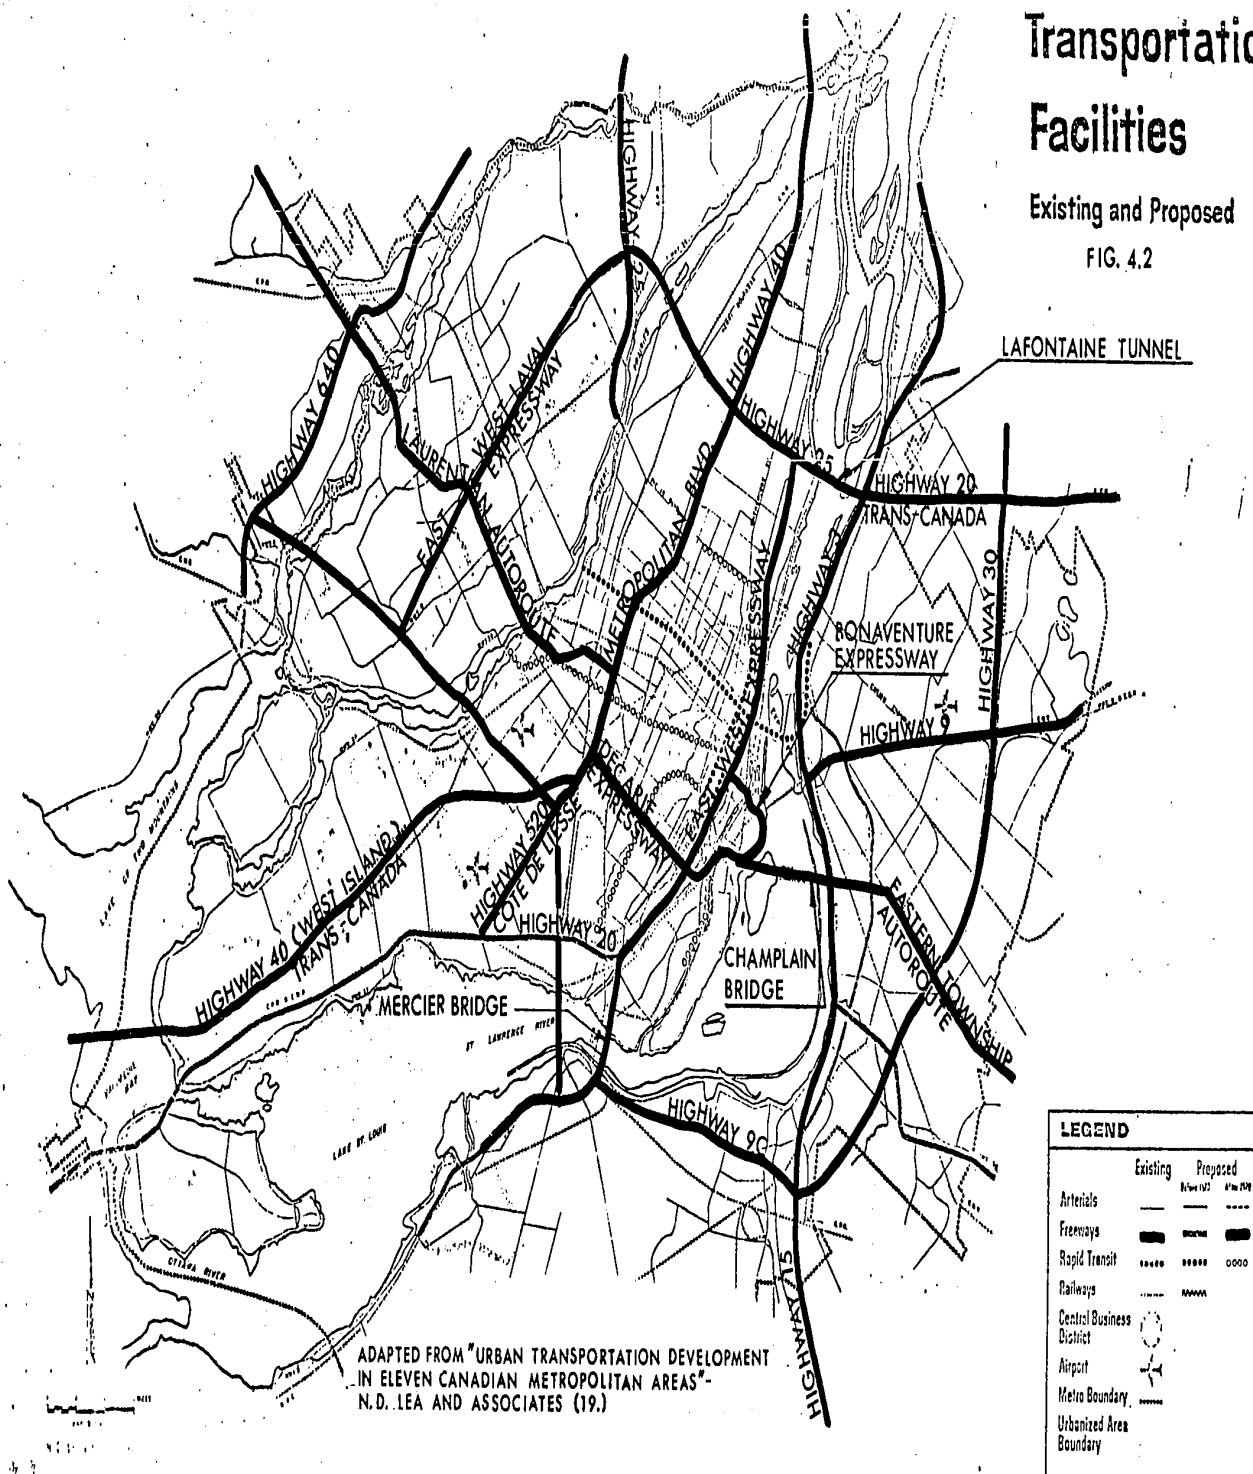 Transportatio
Facilities
Existing and Proposed
FIG. 4.2
LAFONTAINE TUNNEL
HIGHWAY 25
HIGHWAY 40
HIGHWAY 640
EAST WEST LAVAL
EXPRESSWAY
LAURENTIAN AUTOROUTE
METROPOLITAN BLVD
HIGHWAY 25
HIGHWAY 20
TRANS-CANADA
HIGHWAY 3
HIGHWAY 30
BONAVENTURE
EXPRESSWAY
EAST WEST EXPRESSWAY
HIGHWAY 9
DECARIE
EXPRESSWAY
HIGHWAY 520
COTE DE LIESSE
HIGHWAY 40 (WEST ISLAND)
TRANS-CANADA
HIGHWAY 20
EASTERN TOWNSHIP
AUTOROUTE
CHAMPLAIN
BRIDGE
MERCIER BRIDGE
ST LAWRENCE RIVER
LAKE ST. LOUIS
HIGHWAY 9C
HIGHWAY 15
OTTAWA RIVER
ADAPTED FROM "URBAN TRANSPORTATION DEVELOPMENT
IN ELEVEN CANADIAN METROPOLITAN AREAS"-
N.D. LEA AND ASSOCIATES (19.)
LEGEND
Existing Proposed
Arterials
Freeways
Rapid Transit
Railways
Central Business
District
Airport
Metro Boundary
Urbanized Area
Boundary